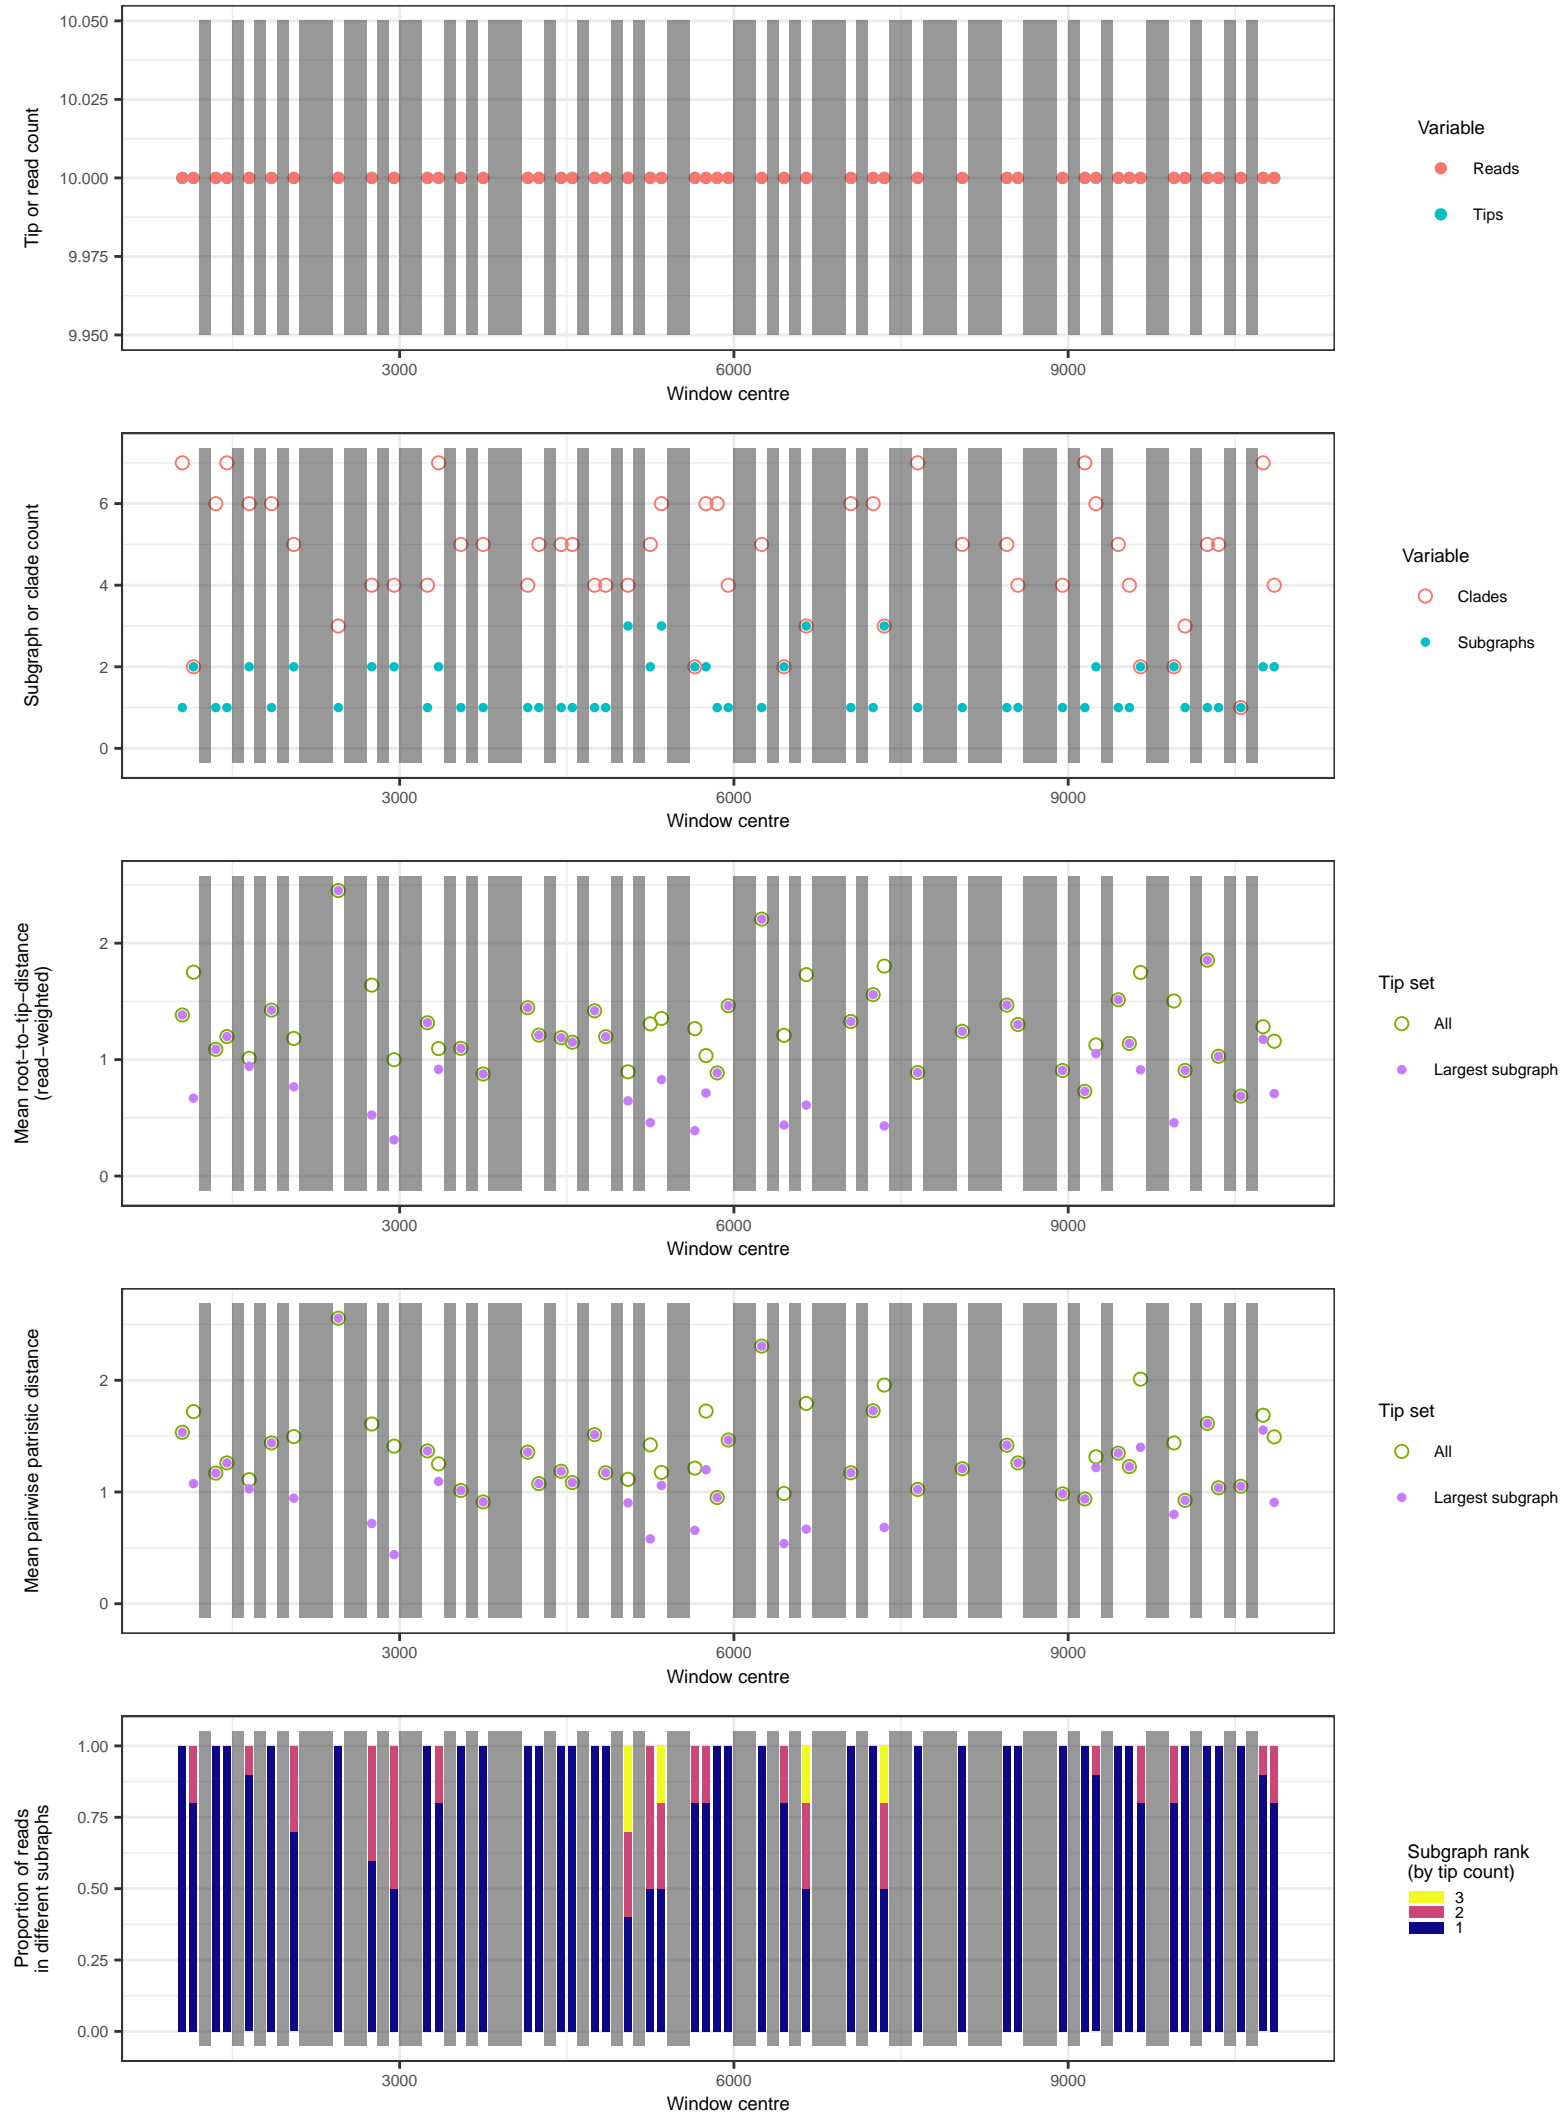 10.050
10.025
10.000
9.975
9.950
Tip or read count
3000
6000
9000
Window centre
Variable
Reads
Tips
6
4
2
0
Subgraph or clade count
3000
6000
9000
Window centre
Variable
Clades
Subgraphs
2
1
0
Mean root−to−tip−distance
(read−weighted)
3000
6000
9000
Window centre
Tip set
All
Largest subgraph
2
1
0
Mean pairwise patristic distance
3000
6000
9000
Window centre
Tip set
All
Largest subgraph
1.00
0.75
0.50
0.25
0.00
Proportion of reads
in different subraphs
3000
6000
9000
Window centre
Subgraph rank
(by tip count)
3
2
1